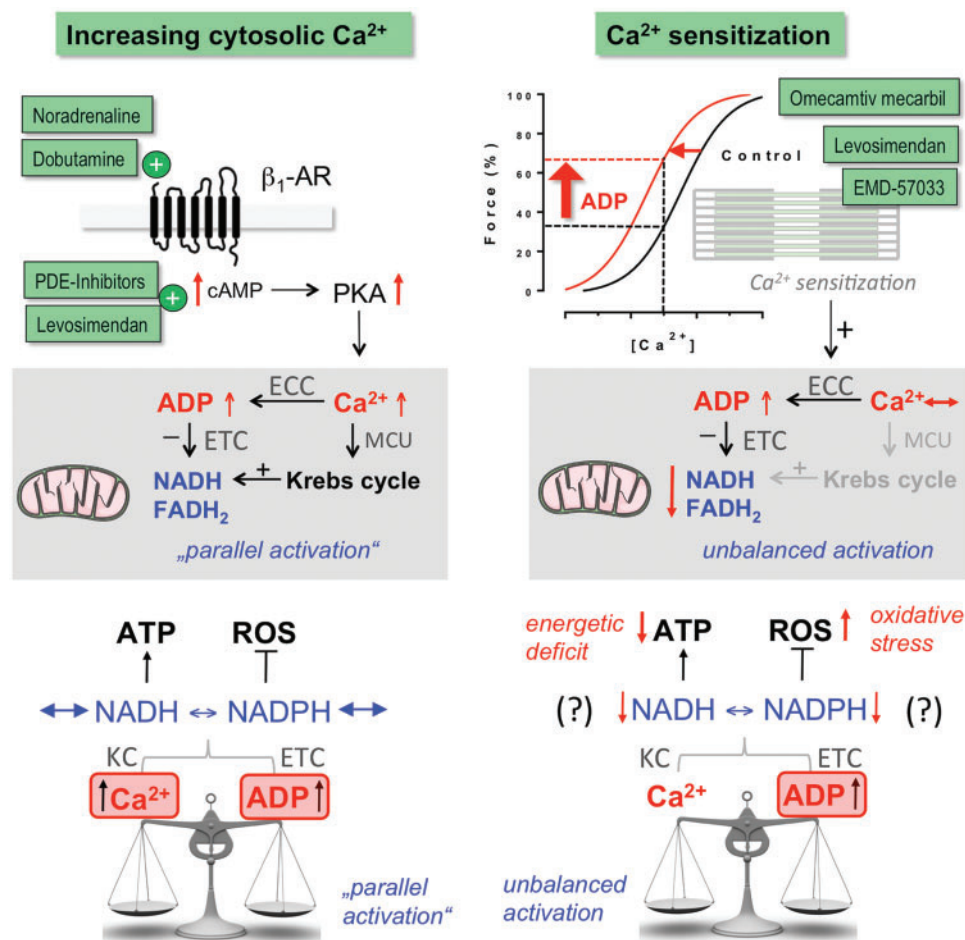 Increasing cytosolic Ca²⁺
Noradrenaline
Dobutamine
+
β₁-AR
PDE-Inhibitors
Levosimendan
+
↑ cAMP → PKA ↑
ADP ↑ ← ECC Ca²⁺ ↑
– ↓ ETC ↓ MCU
NADH ← + Krebs cycle
FADH₂
„parallel activation“
ATP ROS
↔ NADH ↔ NADPH ↔
KC ETC
↑Ca²⁺ ADP↑
„parallel
activation“
Ca²⁺ sensitization
Force (%)
100
80
60
40
20
0
[Ca²⁺]
ADP
Control
Omecamtiv mecarbil
Levosimendan
EMD-57033
Ca²⁺ sensitization
+
ADP ↑ ← ECC Ca²⁺ ↔
– ↓ ETC ↓ MCU
↓ NADH ← + Krebs cycle
FADH₂
unbalanced activation
energetic
deficit
↓ ATP ROS ↑
oxidative
stress
(?) ↓ NADH ↔ NADPH ↓ (?)
KC ETC
Ca²⁺ ADP↑
unbalanced
activation